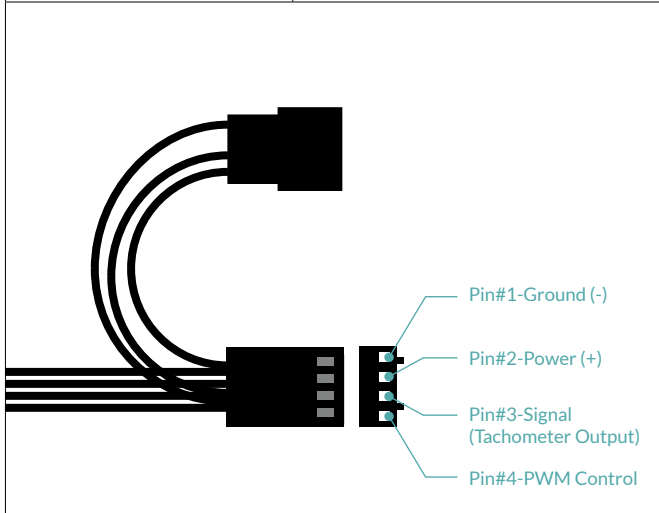 Pin#1-Ground (-)
Pin#2-Power (+)
Pin#3-Signal
(Tachometer Output)
Pin#4-PWM Control